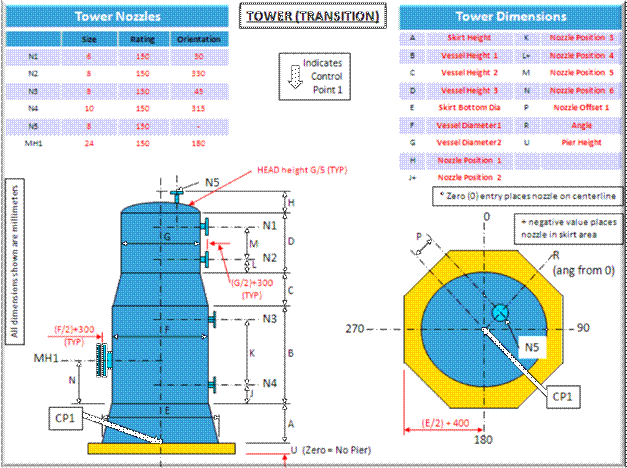 Tower Nozzles
Size Rating Orientation
N1 6 150 90
N2 8 150 330
N3 8 150 45
N4 10 150 315
N5 8 150 -
MH1 24 150 180
TOWER (TRANSITION)
Indicates
Control
Point 1
Tower Dimensions
A Skirt Height K Nozzle Position 3
B Vessel Height 1 L+ Nozzle Position 4
C Vessel Height 2 M Nozzle Position 5
D Vessel Height 3 N Nozzle Position 6
E Skirt Bottom Dia P Nozzle Offset 1
F Vessel Diameter1 R Angle
G Vessel Diameter2 U Pier Height
H Nozzle Position 1
J+ Nozzle Position 2
* Zero (0) entry places nozzle on centerline
+ negative value places
nozzle in skirt area
All dimensions shown are millimeters
HEAD height G/5 (TYP)
N5
H
G
N1
M
D
N2
L
(G/2)+300
(TYP)
C
N3
(F/2)+300
(TYP)
F
B
K
MH1
N
N4
J
E
CP1
A
U (Zero = No Pier)
0
P
R
(ang from 0)
270
90
N5
CP1
(E/2) + 400
180